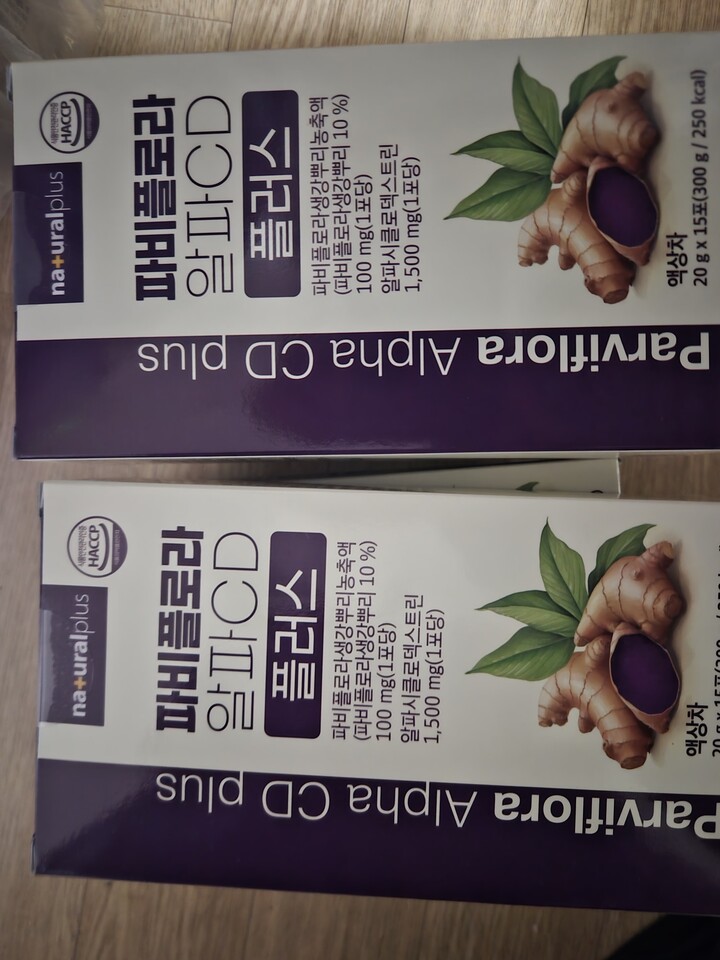 HACCP
na+uralplus
파비플로라
알파CD
플러스
파비플로라생강뿌리농축액
(파비플로라생강뿌리 10 %)
100 mg(1포당)
알파시클로덱스트린
1,500 mg(1포당)
액상차
20 g x 15포(300 g / 250 kcal)
Parviflora Alpha CD plus
HACCP
na+uralplus
파비플로라
알파CD
플러스
파비플로라생강뿌리농축액
(파비플로라생강뿌리 10 %)
100 mg(1포당)
알파시클로덱스트린
1,500 mg(1포당)
액상차
Parviflora Alpha CD plus